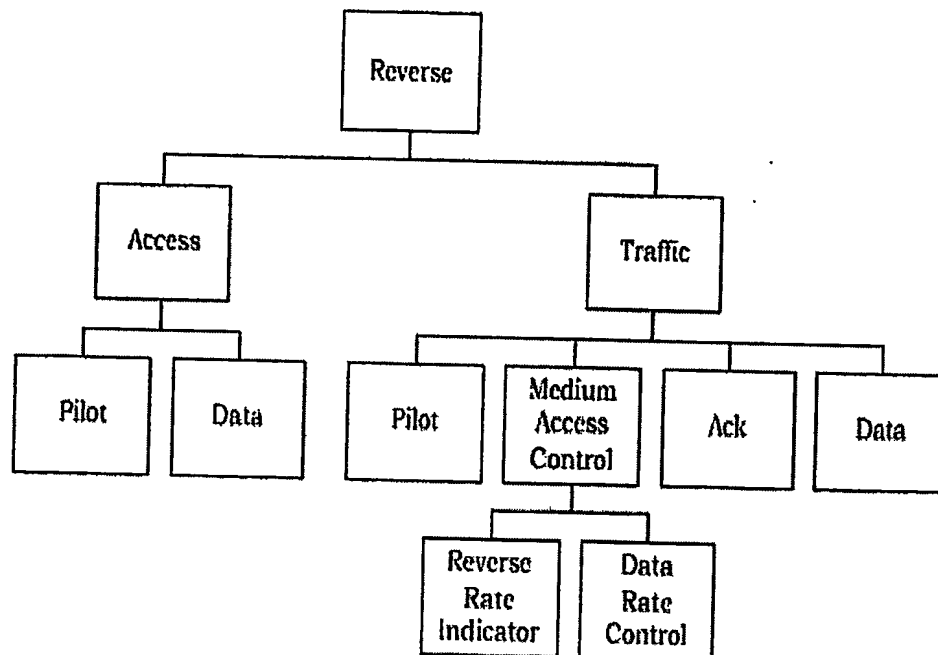 Reverse
Access
Traffic
Pilot
Data
Pilot
Medium
Access
Control
Ack
Data
Reverse
Rate
Indicator
Data
Rate
Control